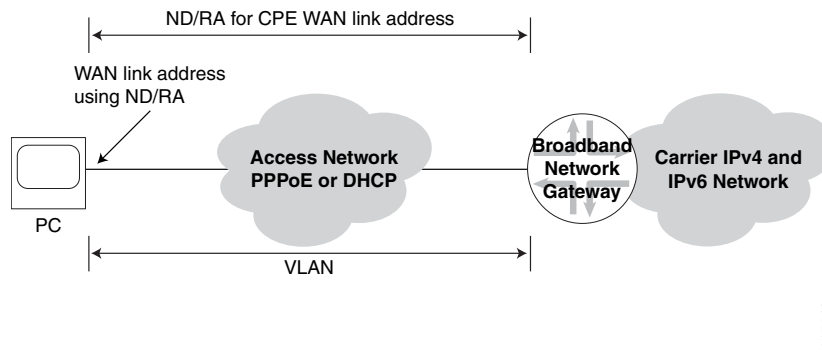 ND/RA for CPE WAN link address
WAN link address
using ND/RA
Access Network
PPPoE or DHCP
Broadband
Network
Gateway
Carrier IPv4 and
IPv6 Network
PC
VLAN